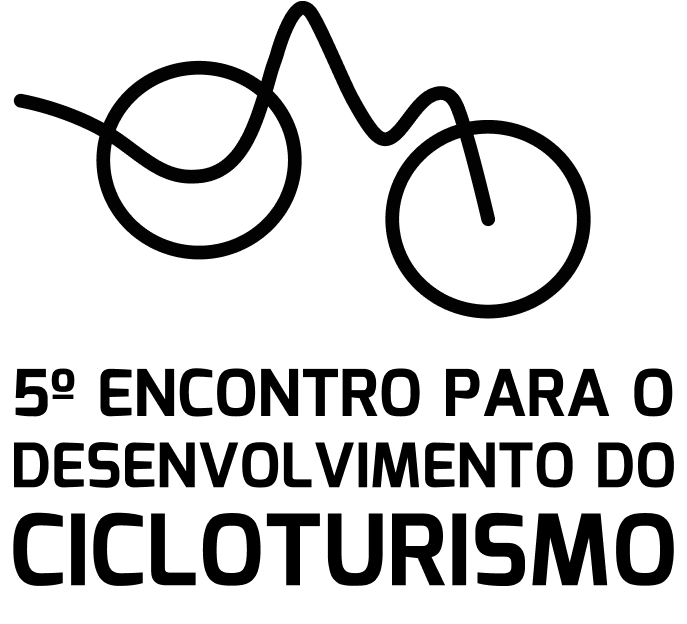 5º ENCONTRO PARA O
DESENVOLVIMENTO DO
CICLOTURISMO